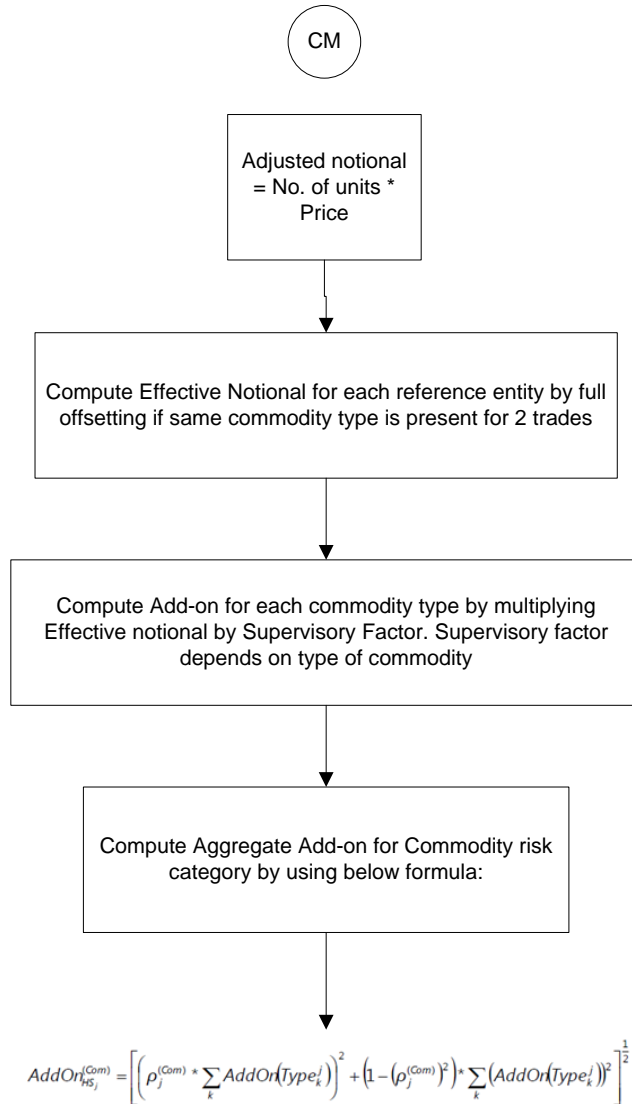 CM
Adjusted notional
= No. of units *
Price
Compute Effective Notional for each reference entity by full
offsetting if same commodity type is present for 2 trades
Compute Add-on for each commodity type by multiplying
Effective notional by Supervisory Factor. Supervisory factor
depends on type of commodity
Compute Aggregate Add-on for Commodity risk
category by using below formula:
AddOn_{HS_j}^{(Com)} = [(ρ_j^{(Com)} * ∑_k AddOn(Type_k^j))^2 + (1 − (ρ_j^{(Com)})^2) * ∑_k (AddOn(Type_k^j))^2]^{1/2}